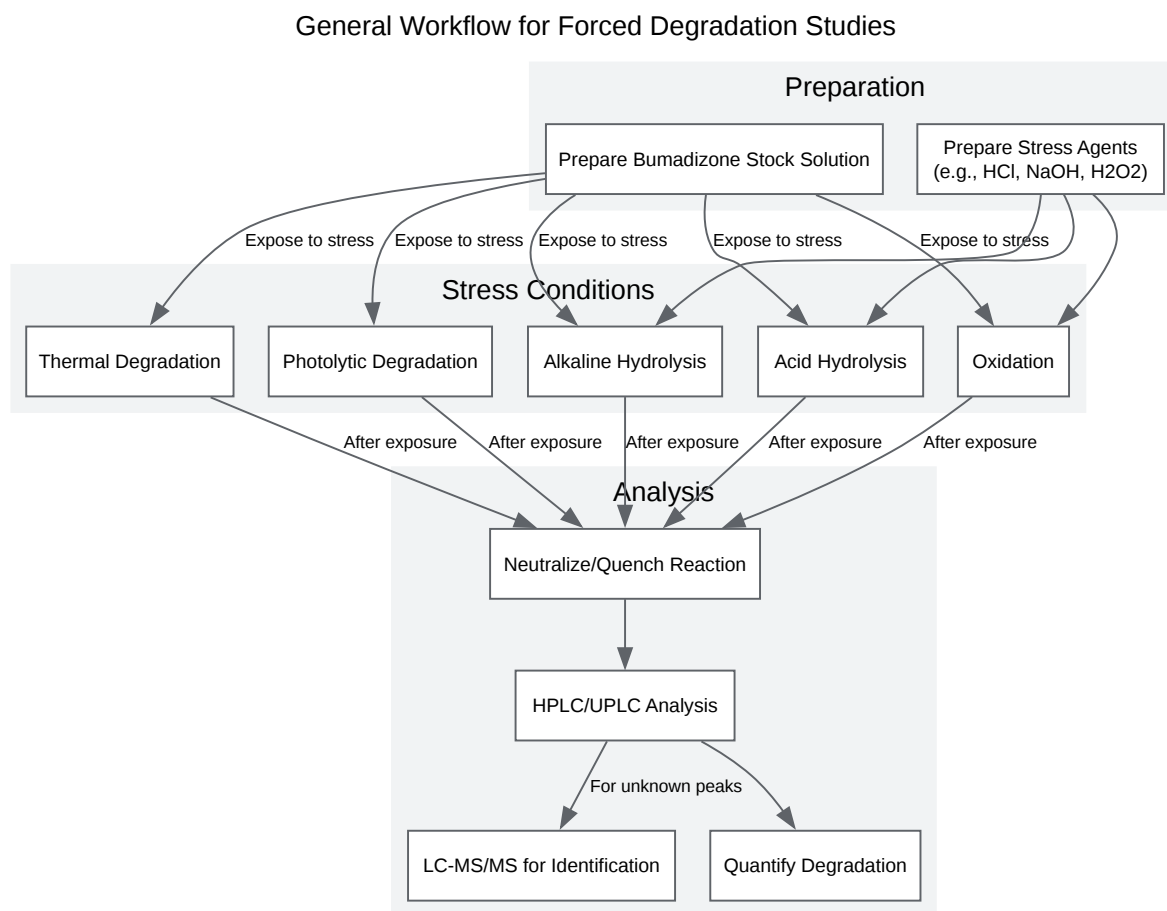 General Workflow for Forced Degradation Studies
Preparation
Prepare Bumadizone Stock Solution
Prepare Stress Agents
(e.g., HCl, NaOH, H2O2)
Expose to stress
Expose to stress
Expose to stress
Expose to stress
Expose to stress
Stress Conditions
Thermal Degradation
Photolytic Degradation
Alkaline Hydrolysis
Acid Hydrolysis
Oxidation
After exposure
After exposure
After exposure
After exposure
After exposure
Analysis
Neutralize/Quench Reaction
HPLC/UPLC Analysis
For unknown peaks
LC-MS/MS for Identification
Quantify Degradation